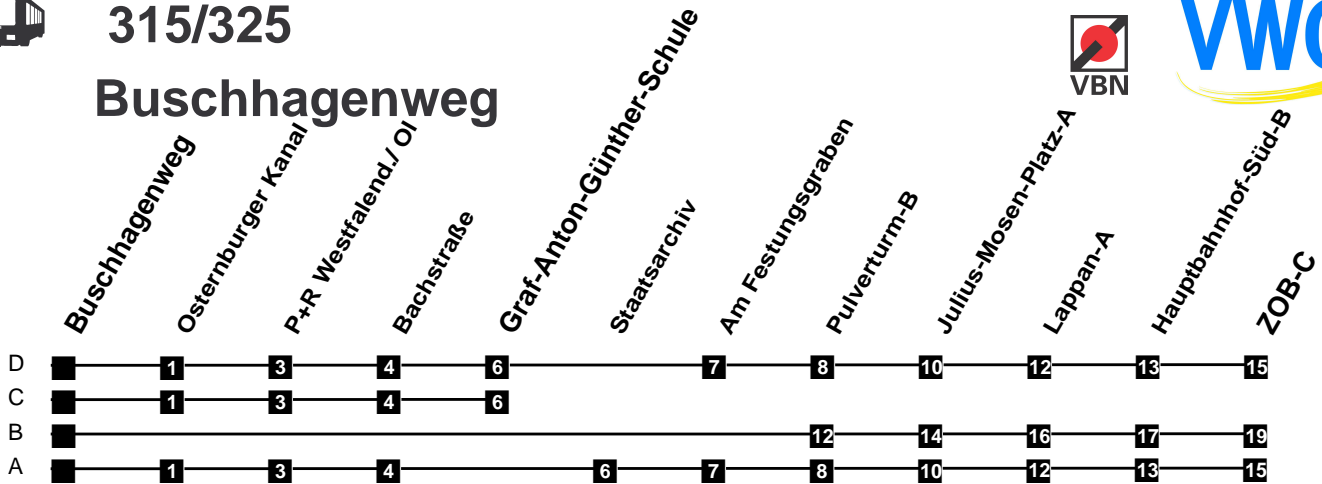 315/325
VBN
Buschhagenweg
Buschhagenweg
Osternburger Kanal
P+R Westfalend./ Ol
Bachstraße
Graf-Anton-Günther-Schule
Staatsarchiv
Am Festungsgraben
Pulverturm-B
Julius-Mosen-Platz-A
Lappan-A
Hauptbahnhof-Süd-B
ZOB-C
D 1 3 4 6 7 8 10 12 13 15
C 1 3 4 6
B 12 14 16 17 19
A 1 3 4 6 7 8 10 12 13 15